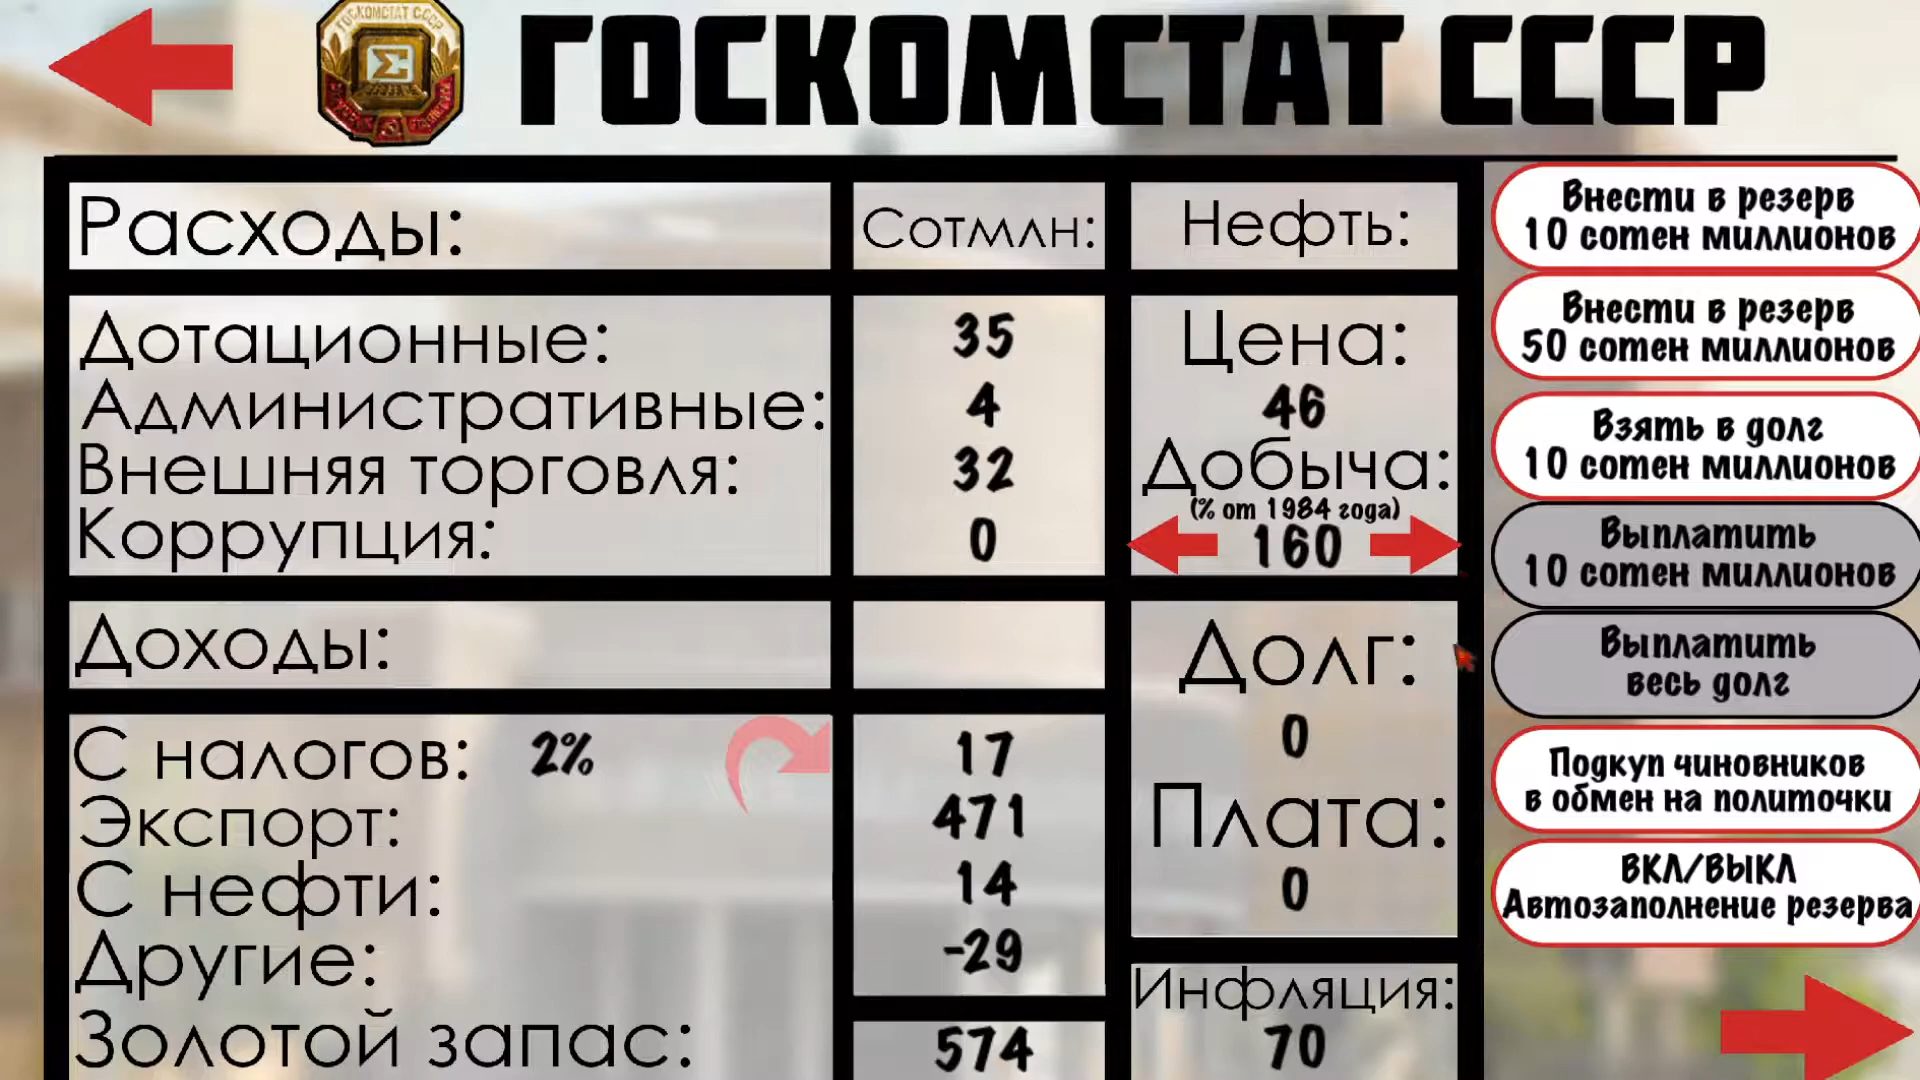 ГОСКОМСТАТ СССР
ГОСКОМСТАТ СССР
Расходы:
Сотмлн:
Нефть:
Дотационные: 35
Административные: 4
Внешняя торговля: 32
Коррупция: 0
Цена:
46
Добыча:
(% от 1984 года)
160
Доходы:
С налогов: 2% 17
Экспорт: 471
С нефти: 14
Другие: -29
Золотой запас: 574
Долг:
0
Плата:
0
Инфляция:
70
Внести в резерв
10 сотен миллионов
Внести в резерв
50 сотен миллионов
Взять в долг
10 сотен миллионов
Выплатить
10 сотен миллионов
Выплатить
весь долг
Подкуп чиновников
в обмен на политочки
ВКЛ/ВЫКЛ
Автозаполнение резерва